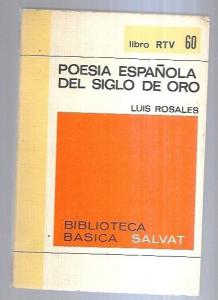 libro RTV 60
POESIA ESPAÑOLA
DEL SIGLO DE ORO
LUIS ROSALES
BIBLIOTECA
BASICA SALVAT